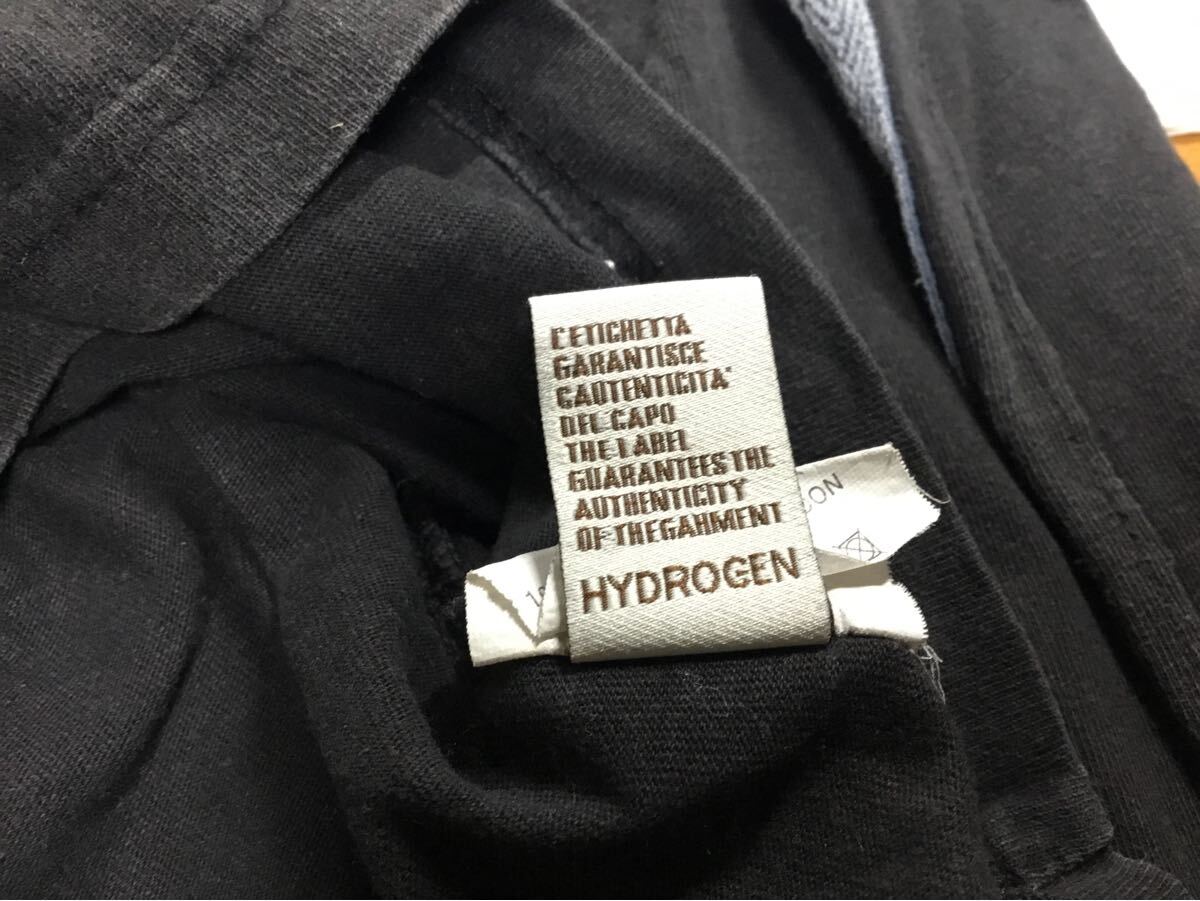 L'ETICHETTA
GARANTISCE
L'AUTENTICITA'
DEL CAPO
THE LABEL
GUARANTEES THE
AUTHENTICITY
OF THE GARMENT
HYDROGEN